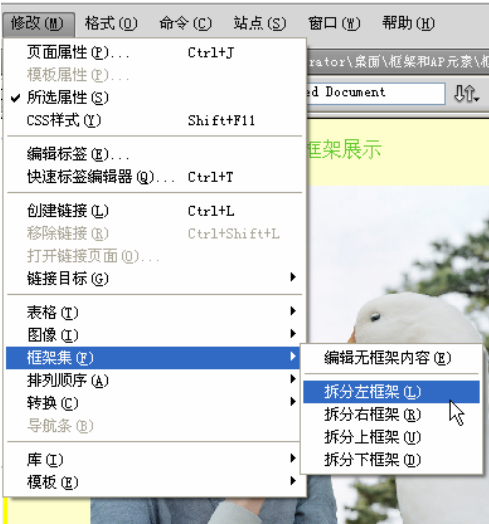 修改(M) 格式(O) 命令(C) 站点(S) 窗口(W) 帮助(H)
页面属性(P)... Ctrl+J
模板属性(P)...
rator\桌面\框架和AP元素\框
✓ 所选属性(S)
ed Document
CSS样式(Y) Shift+F11
编辑标签(E)...
框架展示
快速标签编辑器(Q)... Ctrl+T
创建链接(L) Ctrl+L
移除链接(R) Ctrl+Shift+L
打开链接页面(O)...
链接目标(G)
表格(T)
图像(I)
框架集(F)
编辑无框架内容(E)
排列顺序(A)
拆分左框架(L)
转换(C)
拆分右框架(R)
导航条(B)
拆分上框架(U)
库(I)
拆分下框架(D)
模板(E)